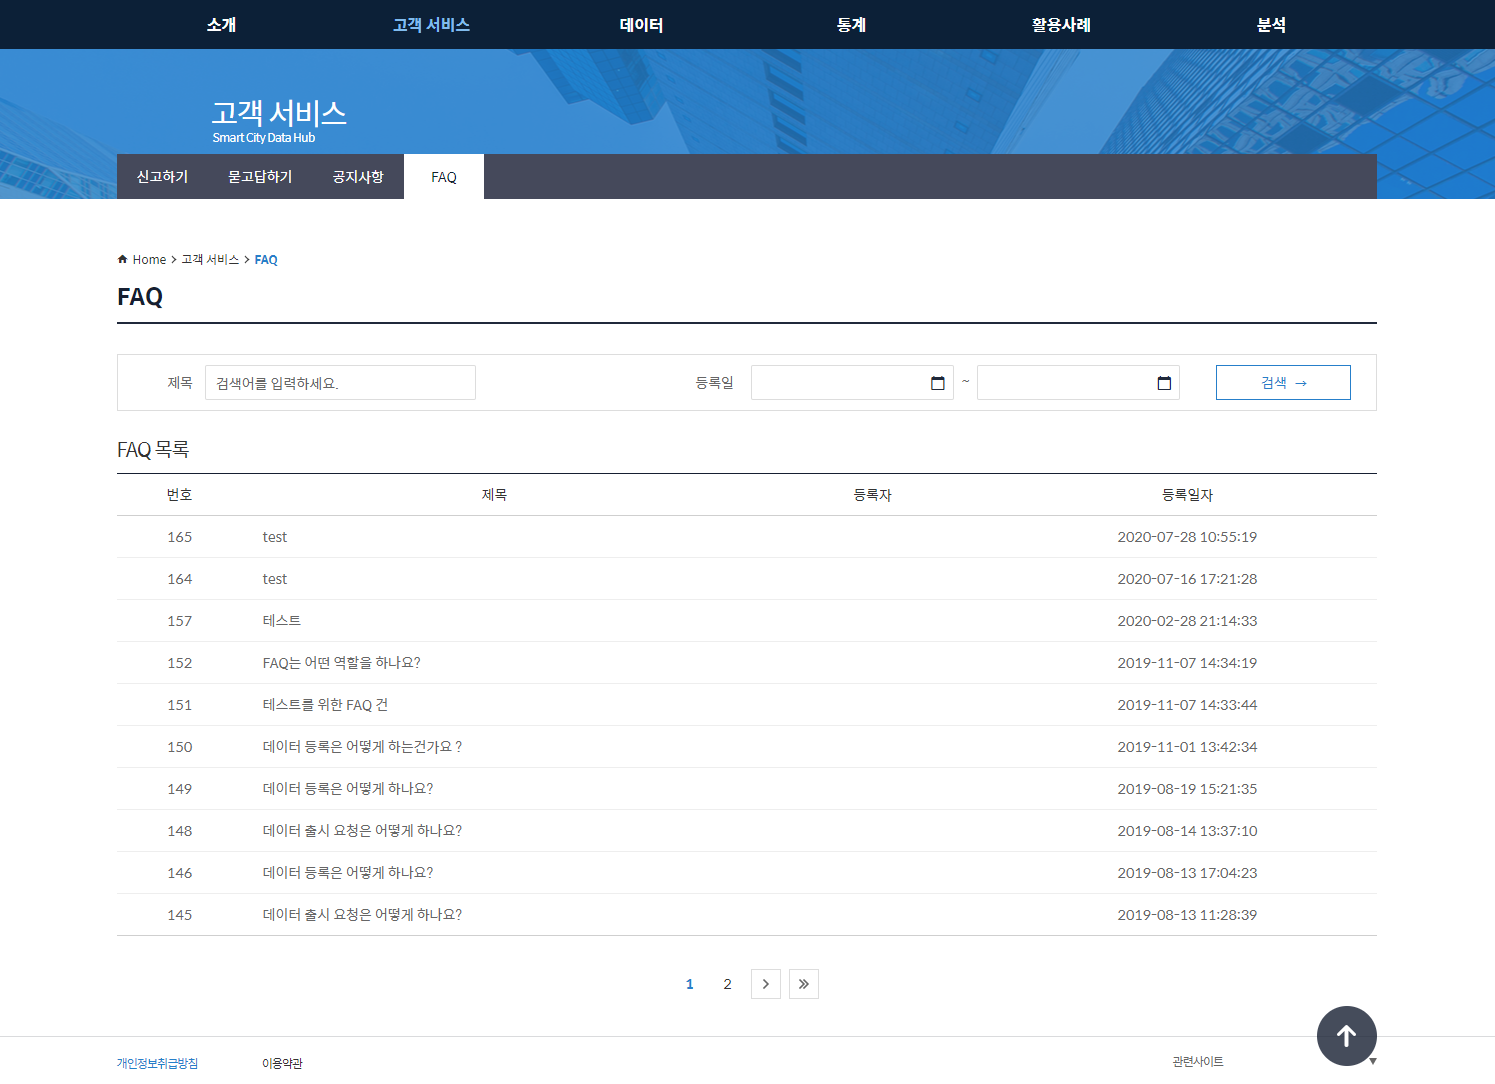 소개 고객 서비스 데이터 통계 활용사례 분석
고객 서비스
Smart City Data Hub
신고하기 묻고답하기 공지사항 FAQ
Home > 고객 서비스 > FAQ
FAQ
제목 검색어를 입력하세요. 등록일 ~ 검색 →
FAQ 목록
번호 제목 등록자 등록일자
165 test 2020-07-28 10:55:19
164 test 2020-07-16 17:21:28
157 테스트 2020-02-28 21:14:33
152 FAQ는 어떤 역할을 하나요? 2019-11-07 14:34:19
151 테스트를 위한 FAQ 건 2019-11-07 14:33:44
150 데이터 등록은 어떻게 하는건가요 ? 2019-11-01 13:42:34
149 데이터 등록은 어떻게 하나요? 2019-08-19 15:21:35
148 데이터 출시 요청은 어떻게 하나요? 2019-08-14 13:37:10
146 데이터 등록은 어떻게 하나요? 2019-08-13 17:04:23
145 데이터 출시 요청은 어떻게 하나요? 2019-08-13 11:28:39
1 2
개인정보취급방침 이용약관 관련사이트